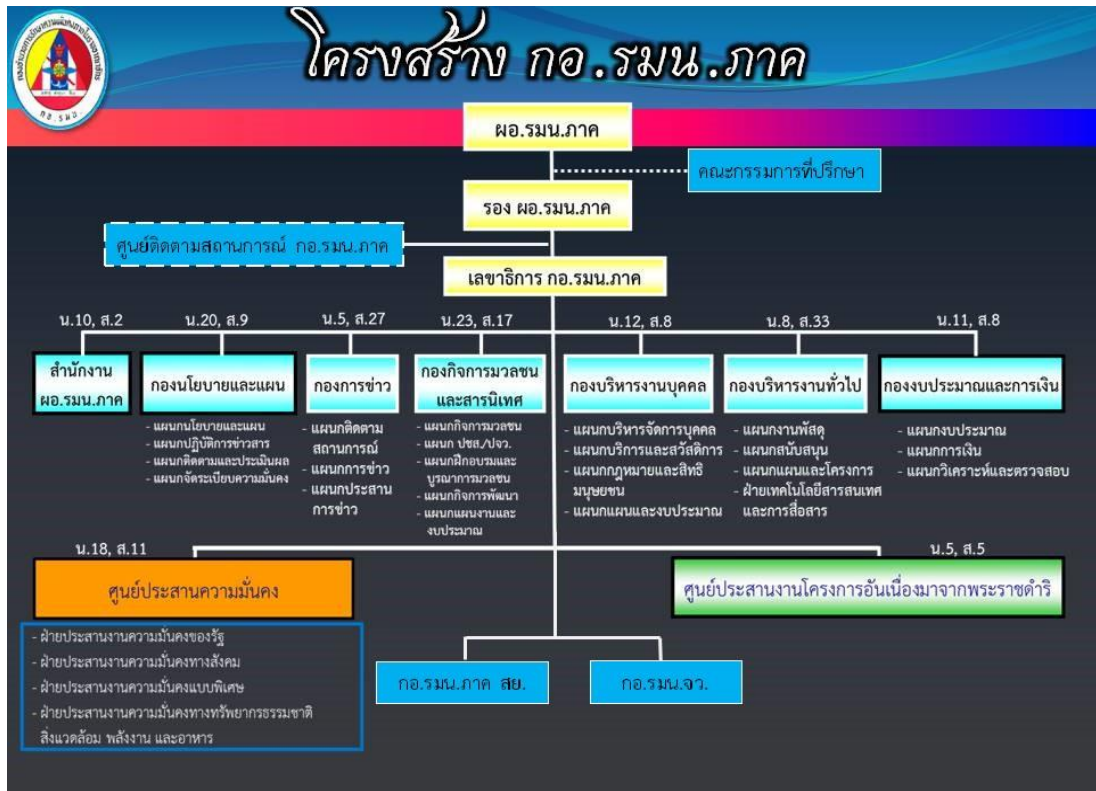 โครงสร้าง กอ.รมน.ภาค
กอ.รมน.
ผอ.รมน.ภาค
คณะกรรมการที่ปรึกษา
รอง ผอ.รมน.ภาค
ศูนย์ติดตามสถานการณ์ กอ.รมน.ภาค
เลขาธิการ กอ.รมน.ภาค
น.10, ส.2
น.20, ส.9
น.5, ส.27
น.23, ส.17
น.12, ส.8
น.8, ส.33
น.11, ส.8
สำนักงาน
ผอ.รมน.ภาค
กองนโยบายและแผน
- แผนกนโยบายและแผน
- แผนกปฏิบัติการข่าวสาร
- แผนกติดตามและประเมินผล
- แผนกจัดระเบียบความมั่นคง
กองการข่าว
- แผนกติดตาม
สถานการณ์
- แผนกการข่าว
- แผนกประสาน
การข่าว
กองกิจการมวลชน
และสารนิเทศ
- แผนกกิจการมวลชน
- แผนก ปชส./ปจว.
- แผนกฝึกอบรมและ
บูรณาการมวลชน
- แผนกกิจการพัฒนา
- แผนกแผนงานและ
งบประมาณ
กองบริหารงานบุคคล
- แผนกบริหารจัดการบุคคล
- แผนกบริการและสวัสดิการ
- แผนกกฎหมายและสิทธิ
มนุษยชน
- แผนกแผนและงบประมาณ
กองบริหารงานทั่วไป
- แผนกงานพัสดุ
- แผนกสนับสนุน
- แผนกแผนและโครงการ
- ฝ่ายเทคโนโลยีสารสนเทศ
และการสื่อสาร
กองงบประมาณและการเงิน
- แผนกงบประมาณ
- แผนกการเงิน
- แผนกวิเคราะห์และตรวจสอบ
น.18, ส.11
ศูนย์ประสานความมั่นคง
- ฝ่ายประสานงานความมั่นคงของรัฐ
- ฝ่ายประสานงานความมั่นคงทางสังคม
- ฝ่ายประสานงานความมั่นคงแบบพิเศษ
- ฝ่ายประสานงานความมั่นคงทางทรัพยากรธรรมชาติ
สิ่งแวดล้อม พลังงาน และอาหาร
น.5, ส.5
ศูนย์ประสานงานโครงการอันเนื่องมาจากพระราชดำริ
กอ.รมน.ภาค สย.
กอ.รมน.จว.